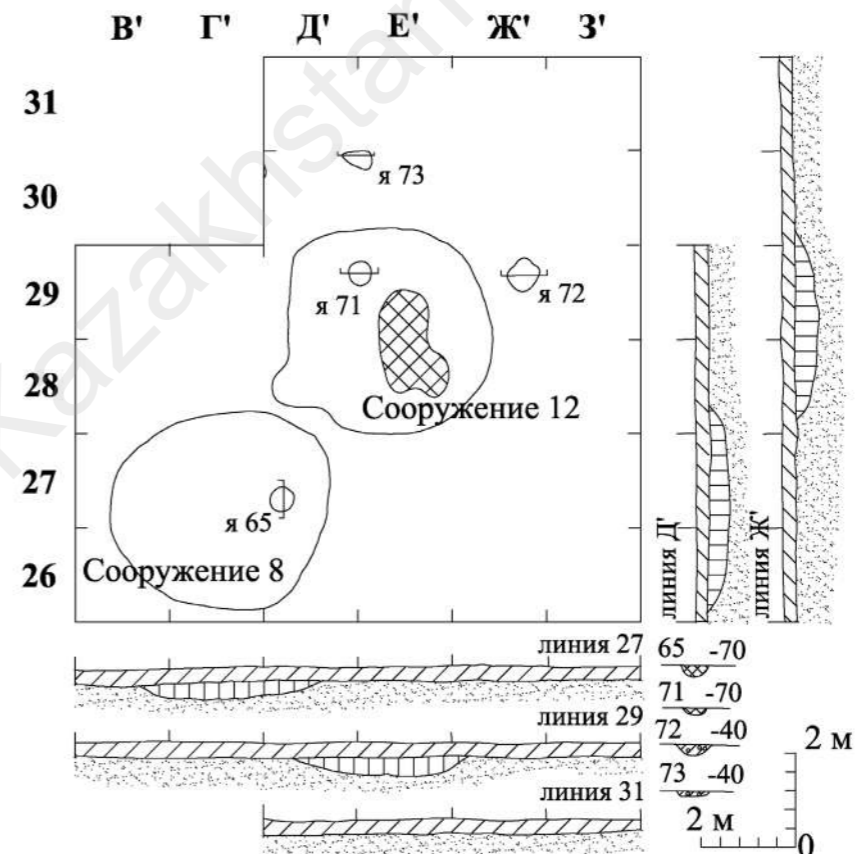 В' Г' Д' Е' Ж' З'
31
я 73
30
29
я 71
я 72
28
Сооружение 12
27
я 65
26
Сооружение 8
линия Д'
линия Ж'
линия 27
65 -70
71 -70
линия 29
72 -40
2 м
73 -40
линия 31
2 м
0
Kazakhstan